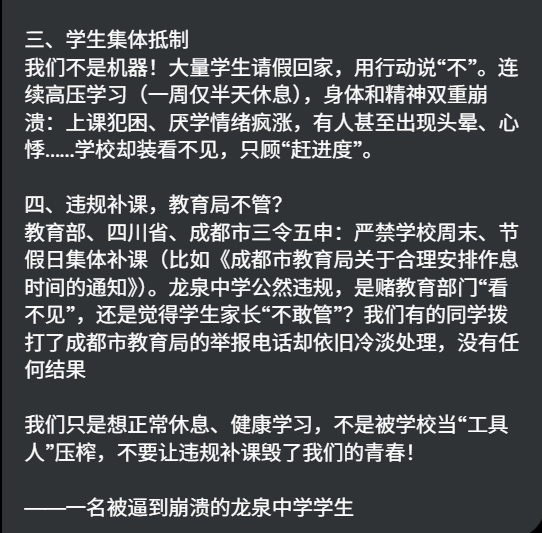 三、学生集体抵制
我们不是机器！大量学生请假回家，用行动说“不”。连
续高压学习（一周仅半天休息），身体和精神双重崩
溃：上课犯困、厌学情绪疯涨，有人甚至出现头晕、心
悸……学校却装看不见，只顾“赶进度”。
四、违规补课，教育局不管？
教育部、四川省、成都市三令五申：严禁学校周末、节
假日集体补课（比如《成都市教育局关于合理安排作息
时间的通知》）。龙泉中学公然违规，是赌教育部门“看
不见”，还是觉得学生家长“不敢管”？我们有的同学拨
打了成都市教育局的举报电话却依旧冷淡处理，没有任
何结果
我们只是想正常休息、健康学习，不是被学校当“工具
人”压榨，不要让违规补课毁了我们的青春！
——一名被逼到崩溃的龙泉中学学生